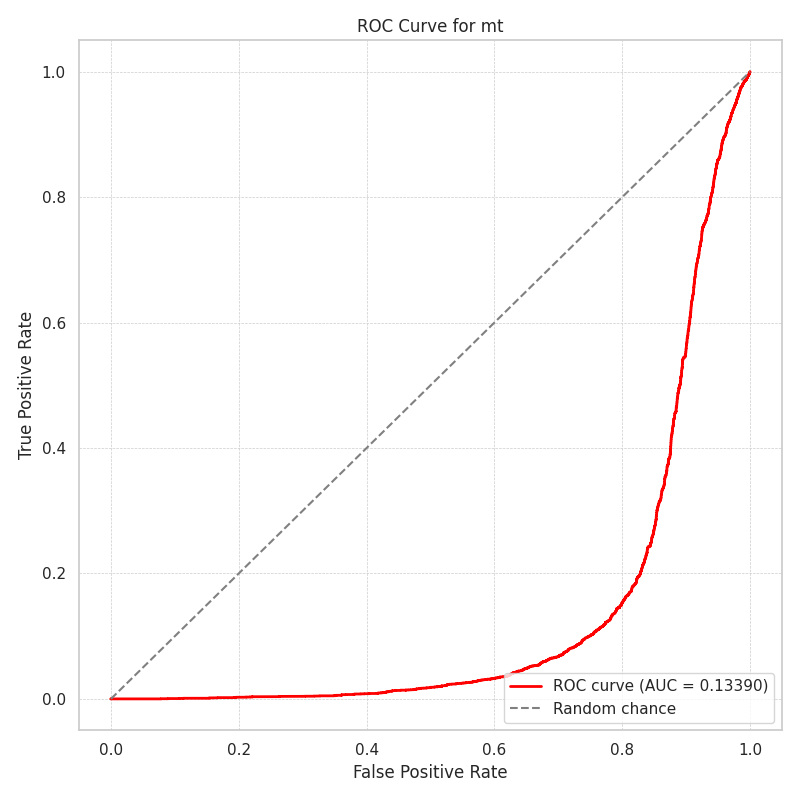 ROC Curve for mt
1.0
0.8
0.6
0.4
0.2
0.0
True Positive Rate
0.0 0.2 0.4 0.6 0.8 1.0
False Positive Rate
ROC curve (AUC = 0.13390)
Random chance